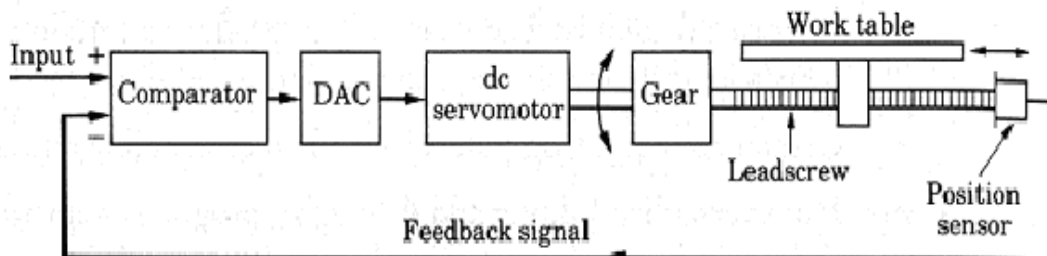 Work table
Input +
Comparator
DAC
dc
servomotor
Gear
−
Leadscrew
Position
sensor
Feedback signal